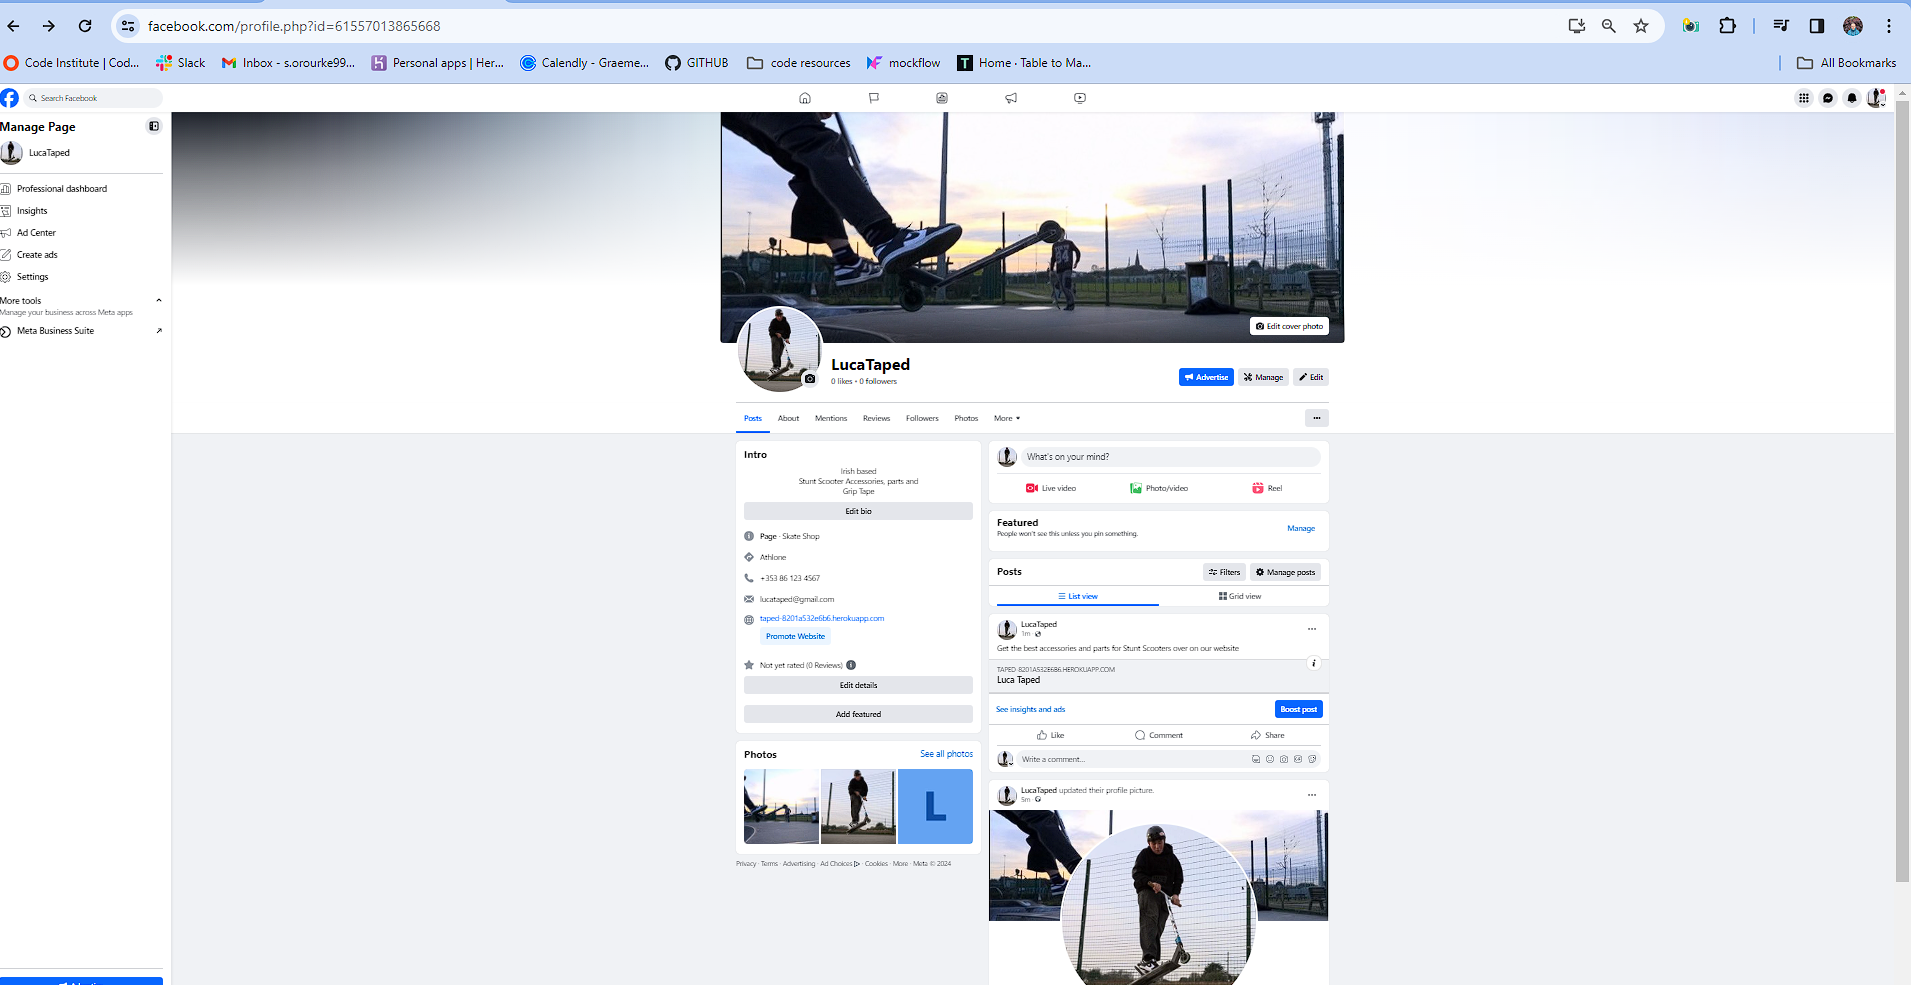 facebook.com/profile.php?id=61557013865668
Code Institute | Cod...
Slack
Inbox - s.orourke99...
Personal apps | Her...
Calendly - Graeme...
GITHUB
code resources
mockflow
Home · Table to Ma...
All Bookmarks
Search Facebook
Manage Page
LucaTaped
Professional dashboard
Insights
Ad Center
Create ads
Settings
More tools
Manage your business across Meta apps
Meta Business Suite
Edit cover photo
LucaTaped
0 likes • 0 followers
Advertise
Manage
Edit
Posts
About
Mentions
Reviews
Followers
Photos
More
Intro
Irish based
Stunt Scooter Accessories, parts and
Grip Tape
Edit bio
Page · Skate Shop
Athlone
+353 86 123 4567
lucataped@gmail.com
taped-8201a532e6b6.herokuapp.com
Promote Website
Not yet rated (0 Reviews)
Edit details
Add featured
Photos
See all photos
L
Privacy · Terms · Advertising · Ad Choices · Cookies · More · Meta © 2024
What's on your mind?
Live video
Photo/video
Reel
Featured
Manage
People won't see this unless you pin something.
Posts
Filters
Manage posts
List view
Grid view
LucaTaped
1m ·
Get the best accessories and parts for Stunt Scooters over on our website
TAPED-8201A532E6B6.HEROKUAPP.COM
Luca Taped
See insights and ads
Boost post
Like
Comment
Share
Write a comment...
LucaTaped updated their profile picture.
5m ·